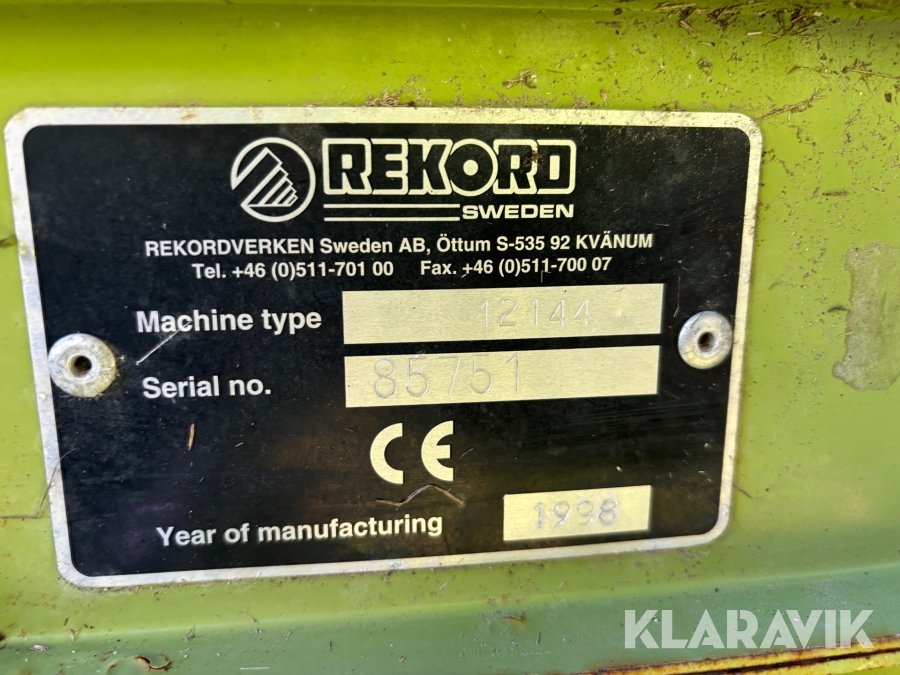 REKORD
SWEDEN
REKORDVERKEN Sweden AB, Öttum S-535 92 KVÄNUM
Tel. +46 (0)511-701 00 Fax. +46 (0)511-700 07
Machine type 12144
Serial no. 85751
CE
Year of manufacturing 1998
KLARAVIK